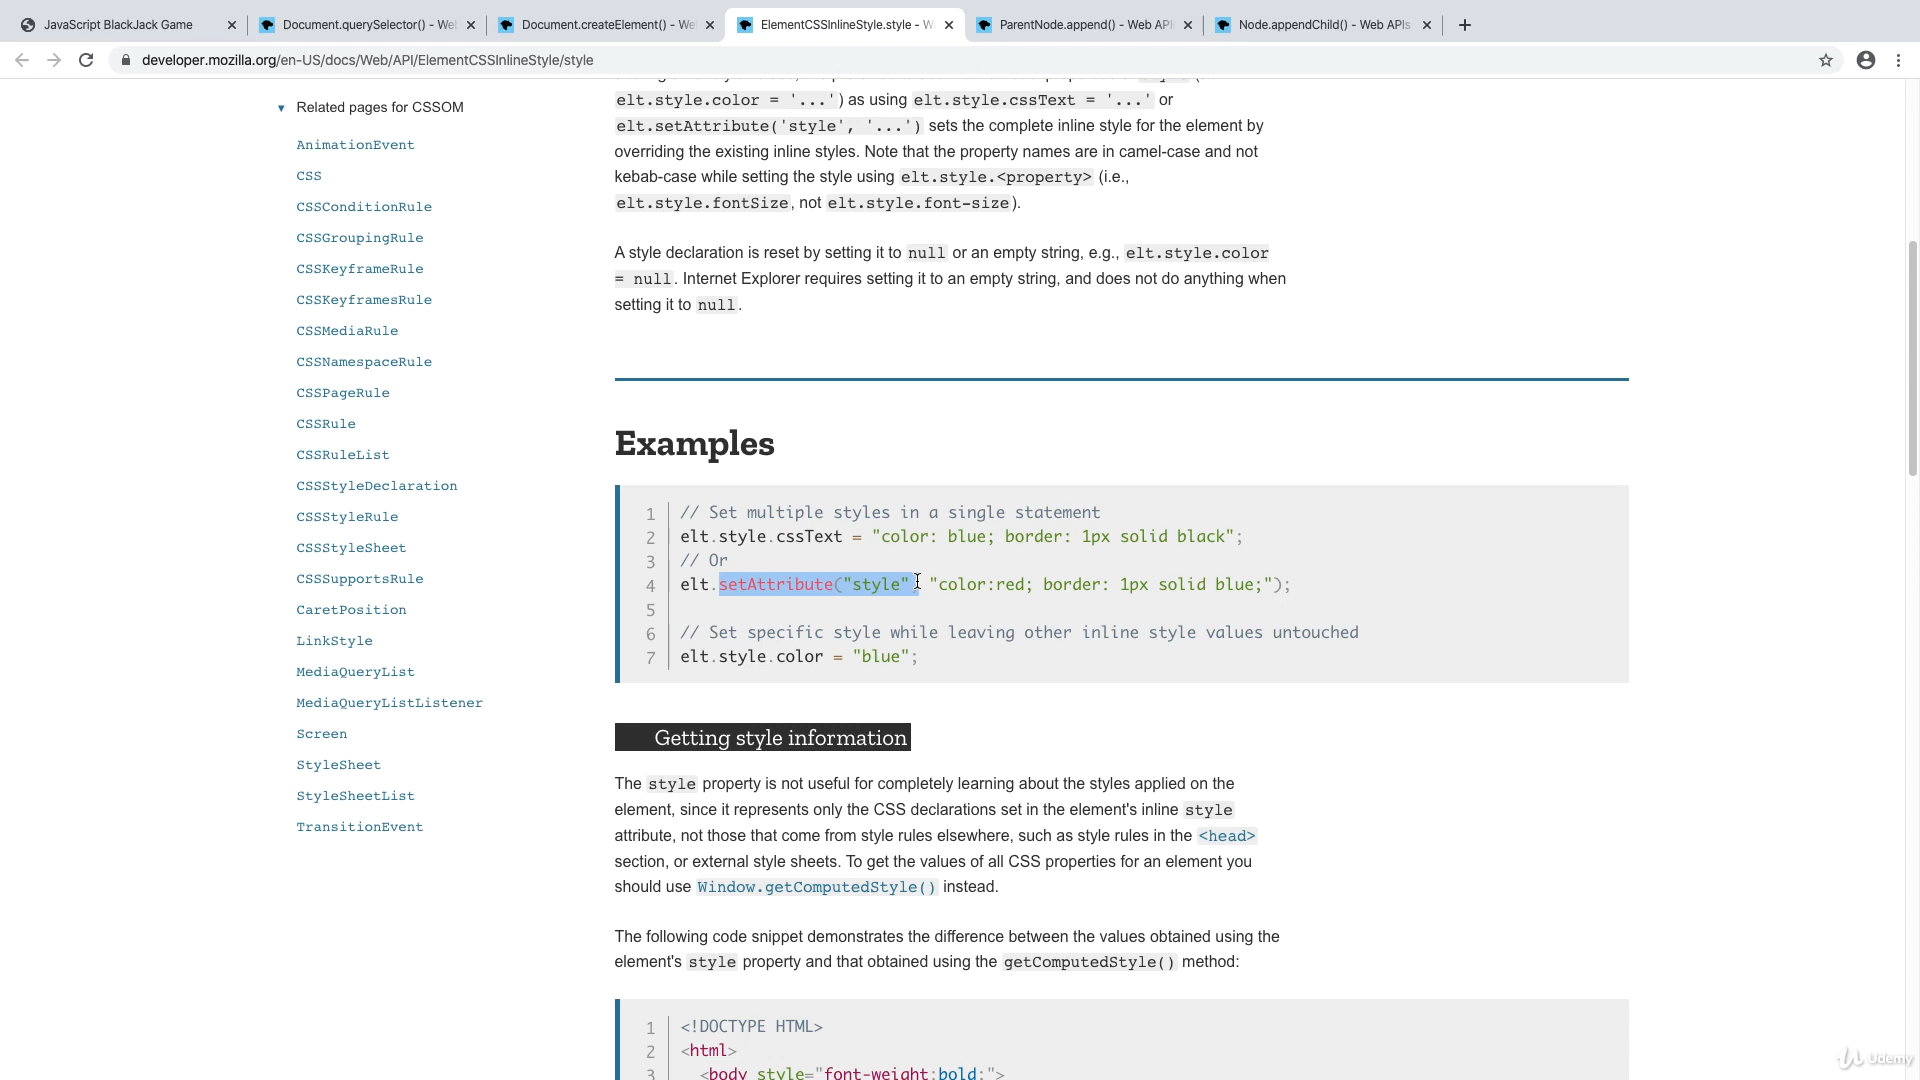 JavaScript BlackJack Game
Document.querySelector() - We
Document.createElement() - We
ElementCSSInlineStyle.style - W
ParentNode.append() - Web API
Node.appendChild() - Web APIs
developer.mozilla.org/en-US/docs/Web/API/ElementCSSInlineStyle/style
Related pages for CSSOM
AnimationEvent
CSS
CSSConditionRule
CSSGroupingRule
CSSKeyframeRule
CSSKeyframesRule
CSSMediaRule
CSSNamespaceRule
CSSPageRule
CSSRule
CSSRuleList
CSSStyleDeclaration
CSSStyleRule
CSSStyleSheet
CSSSupportsRule
CaretPosition
LinkStyle
MediaQueryList
MediaQueryListListener
Screen
StyleSheet
StyleSheetList
TransitionEvent
elt.style.color = '...') as using elt.style.cssText = '...' or
elt.setAttribute('style', '...') sets the complete inline style for the element by
overriding the existing inline styles. Note that the property names are in camel-case and not
kebab-case while setting the style using elt.style.<property> (i.e.,
elt.style.fontSize, not elt.style.font-size).
A style declaration is reset by setting it to null or an empty string, e.g., elt.style.color
= null. Internet Explorer requires setting it to an empty string, and does not do anything when
setting it to null.
Examples
1 // Set multiple styles in a single statement
2 elt.style.cssText = "color: blue; border: 1px solid black";
3 // Or
4 elt.setAttribute("style", "color:red; border: 1px solid blue;");
5
6 // Set specific style while leaving other inline style values untouched
7 elt.style.color = "blue";
Getting style information
The style property is not useful for completely learning about the styles applied on the
element, since it represents only the CSS declarations set in the element's inline style
attribute, not those that come from style rules elsewhere, such as style rules in the <head>
section, or external style sheets. To get the values of all CSS properties for an element you
should use Window.getComputedStyle() instead.
The following code snippet demonstrates the difference between the values obtained using the
element's style property and that obtained using the getComputedStyle() method:
1 <!DOCTYPE HTML>
2 <html>
3 <body style="font-weight:bold;">
Udemy